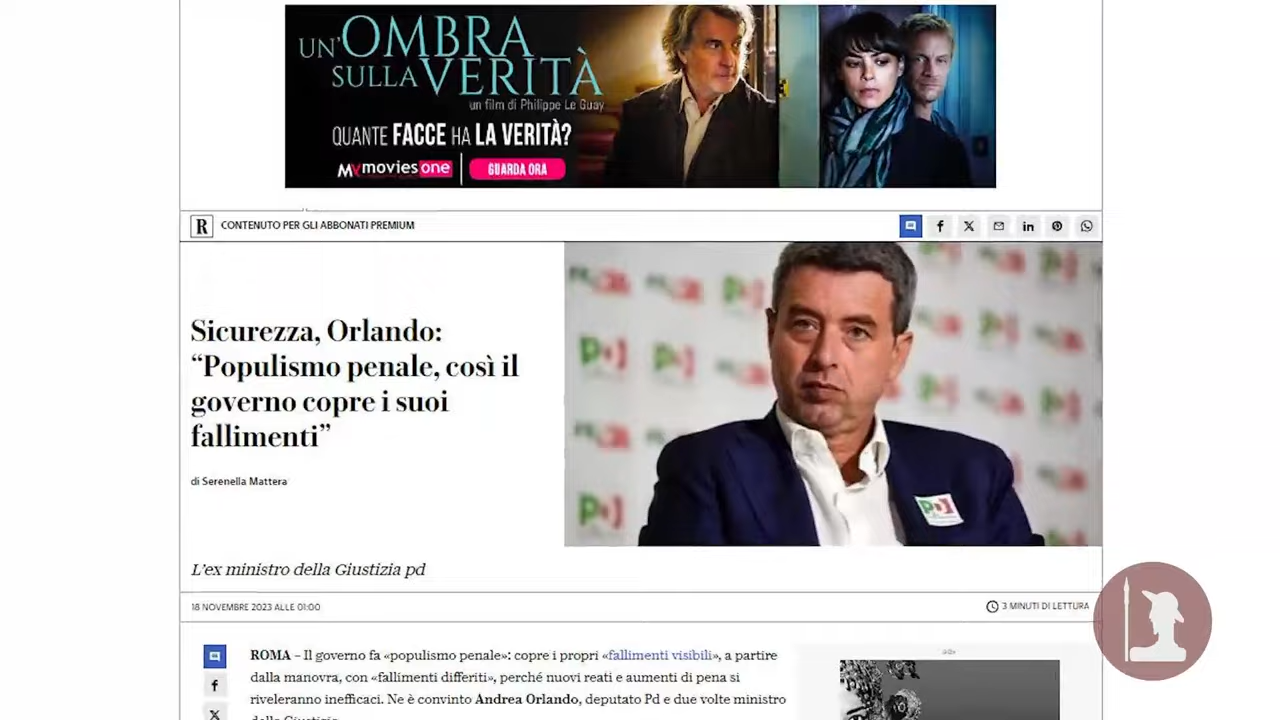 UN'OMBRA
SULLA VERITÀ
un film di Philippe Le Guay
QUANTE FACCE HA LA VERITÀ?
MYmovies one
GUARDA ORA
R CONTENUTO PER GLI ABBONATI PREMIUM
Sicurezza, Orlando:
“Populismo penale, così il
governo copre i suoi
fallimenti”
di Serenella Mattera
PD
L'ex ministro della Giustizia pd
18 NOVEMBRE 2023 ALLE 01:00
3 MINUTI DI LETTURA
ROMA – Il governo fa «populismo penale»: copre i propri «fallimenti visibili», a partire
dalla manovra, con «fallimenti differiti», perché nuovi reati e aumenti di pena si
riveleranno inefficaci. Ne è convinto Andrea Orlando, deputato Pd e due volte ministro
della Giustizia